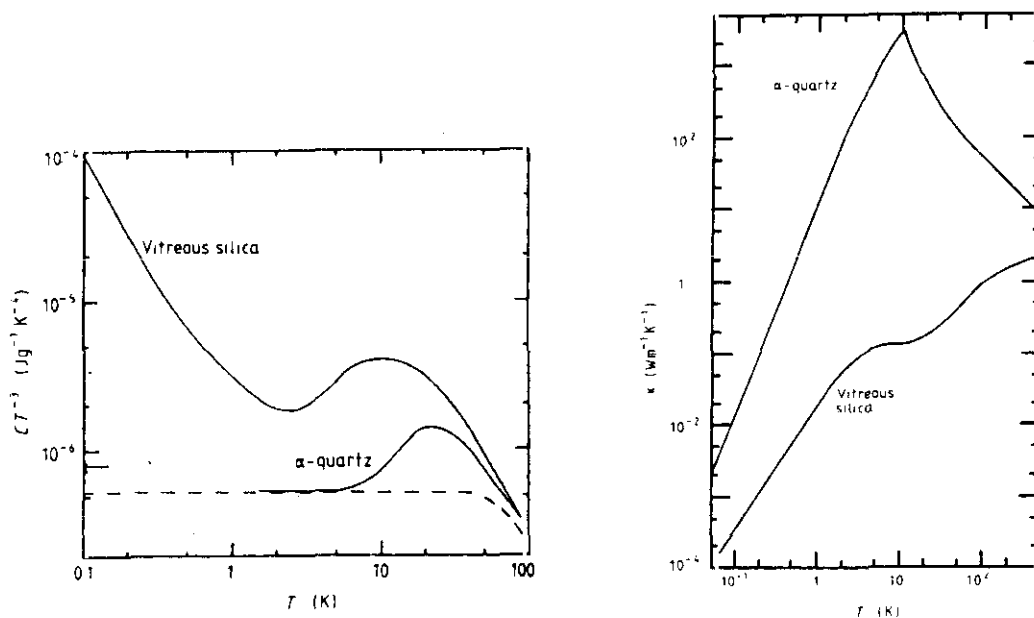 10⁻⁴
Vitreous silica
10⁻⁵
C T⁻³ (Jg⁻¹ K⁻⁴)
10⁻⁶
α-quartz
0.1
1
10
100
T (K)
α-quartz
10²
1
κ (Wm⁻¹K⁻¹)
Vitreous
silica
10⁻²
10⁻⁴
10⁻¹
1
10
10²
T (K)